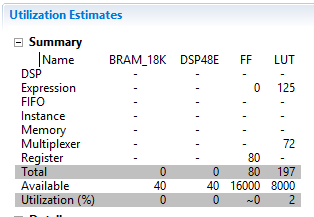 Utilization Estimates
Summary
Name BRAM_18K DSP48E FF LUT
DSP - - - -
Expression - - 0 125
FIFO - - - -
Instance - - - -
Memory - - - -
Multiplexer - - - 72
Register - - 80 -
Total 0 0 80 197
Available 40 40 16000 8000
Utilization (%) 0 0 ~0 2